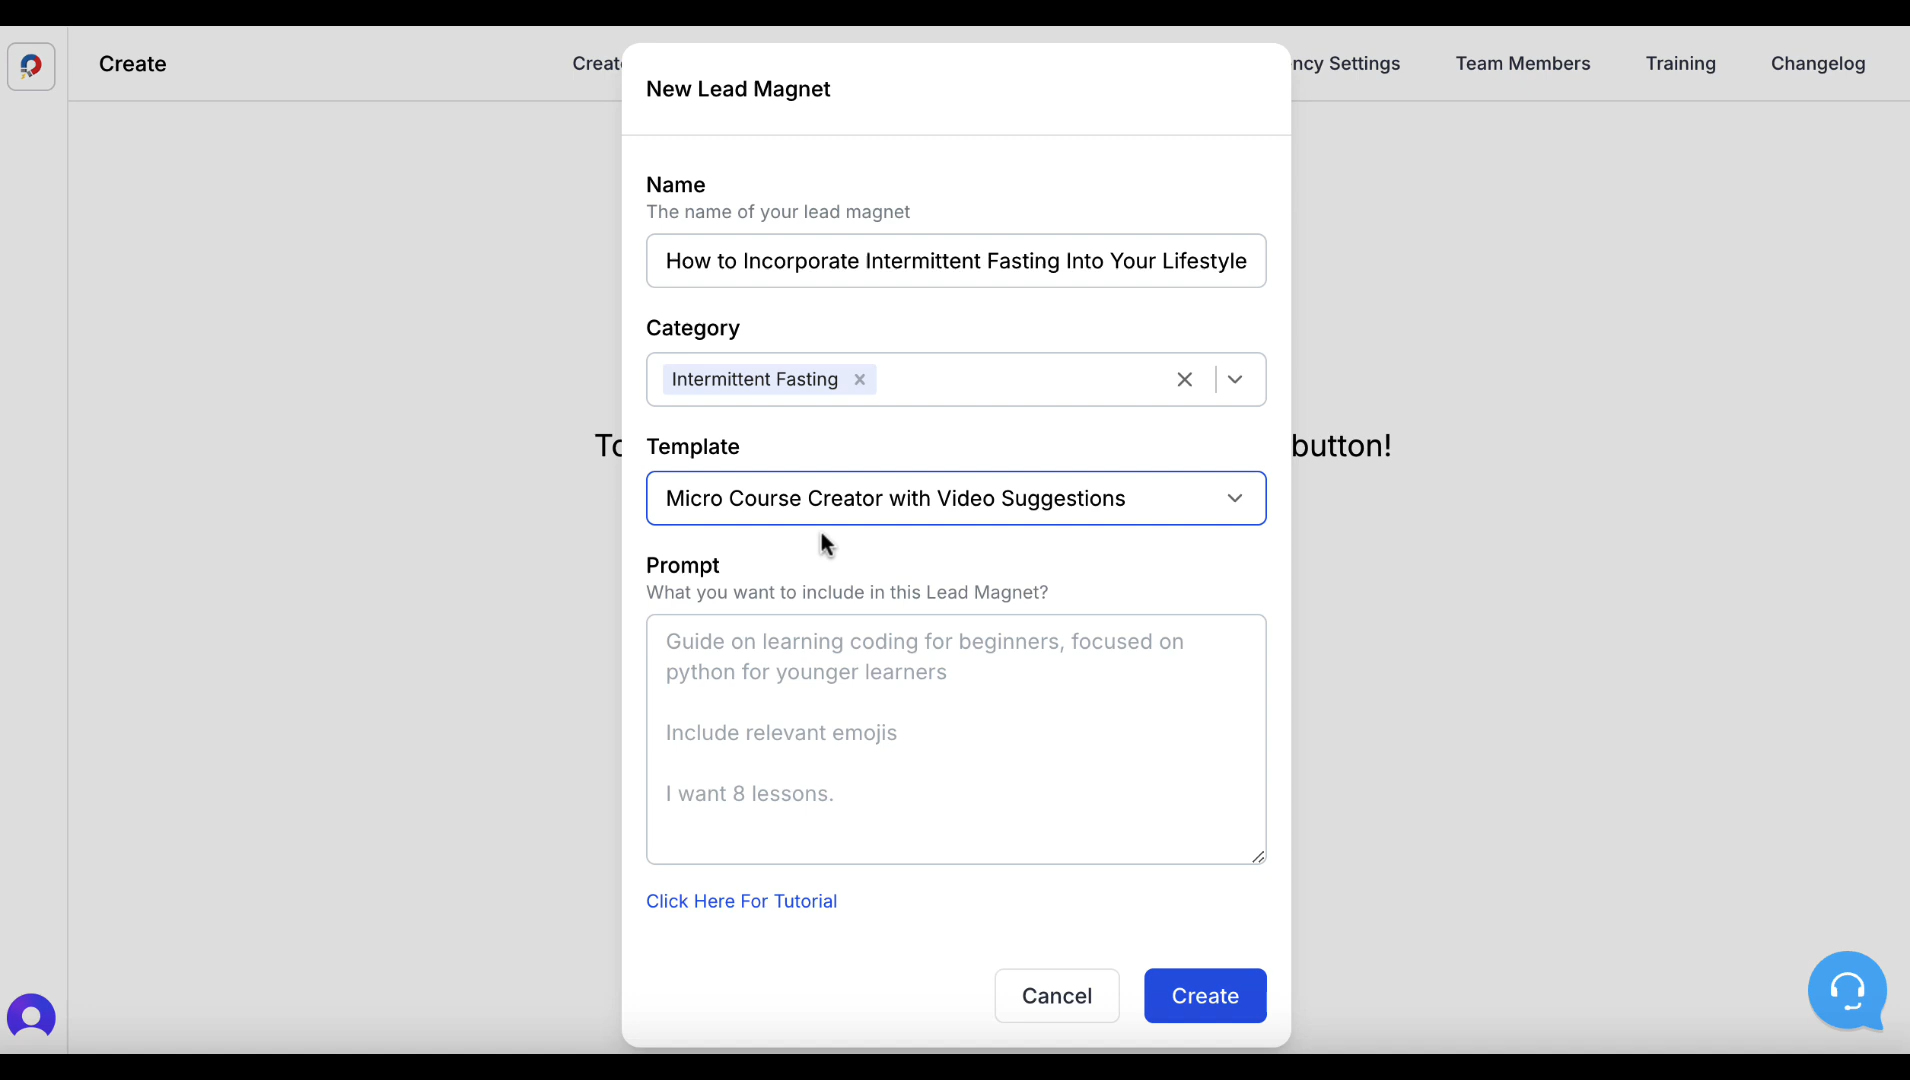 Create
Create
ncy Settings
Team Members
Training
Changelog
New Lead Magnet
Name
The name of your lead magnet
How to Incorporate Intermittent Fasting Into Your Lifestyle
Category
Intermittent Fasting
To
button!
Template
Micro Course Creator with Video Suggestions
Prompt
What you want to include in this Lead Magnet?
Guide on learning coding for beginners, focused on
python for younger learners
Include relevant emojis
I want 8 lessons.
Click Here For Tutorial
Cancel
Create